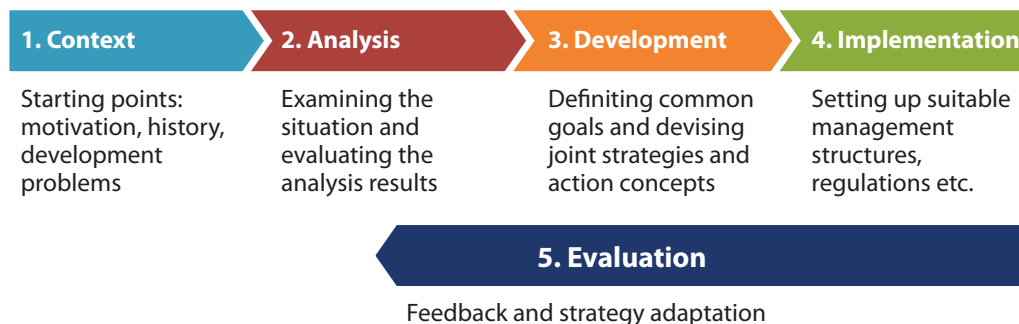 1. Context
2. Analysis
3. Development
4. Implementation
Starting points:
motivation, history,
development
problems
Examining the
situation and
evaluating the
analysis results
Definiting common
goals and devising
joint strategies and
action concepts
Setting up suitable
management
structures,
regulations etc.
5. Evaluation
Feedback and strategy adaptation